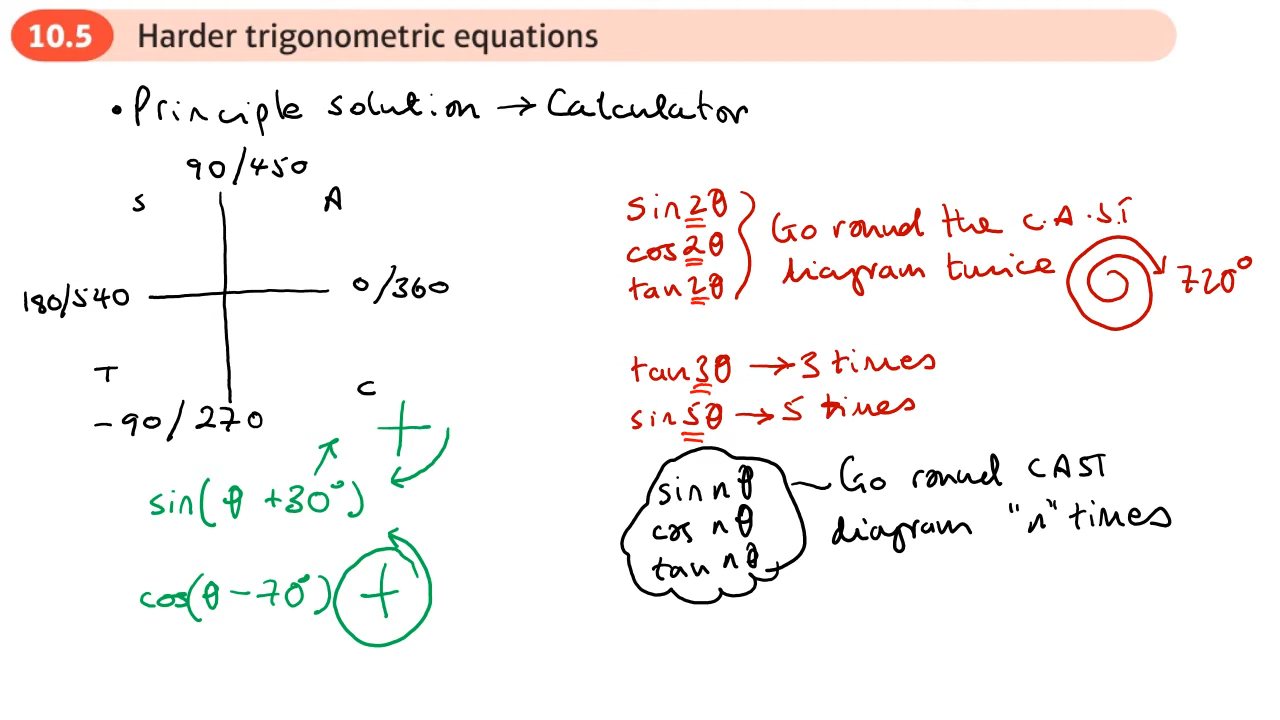 10.5 Harder trigonometric equations
• Principle solution → Calculator
90/450
S A
180/540 0/360
T C
-90/270
sin(θ +30°)
cos(θ -70°)
sin2θ
cos2θ
tan2θ
Go round the C.A.S.T
diagram twice
720°
tan3θ → 3 times
sin5θ → 5 times
sin nθ
cos nθ
tan nθ
Go round CAST
diagram "n" times